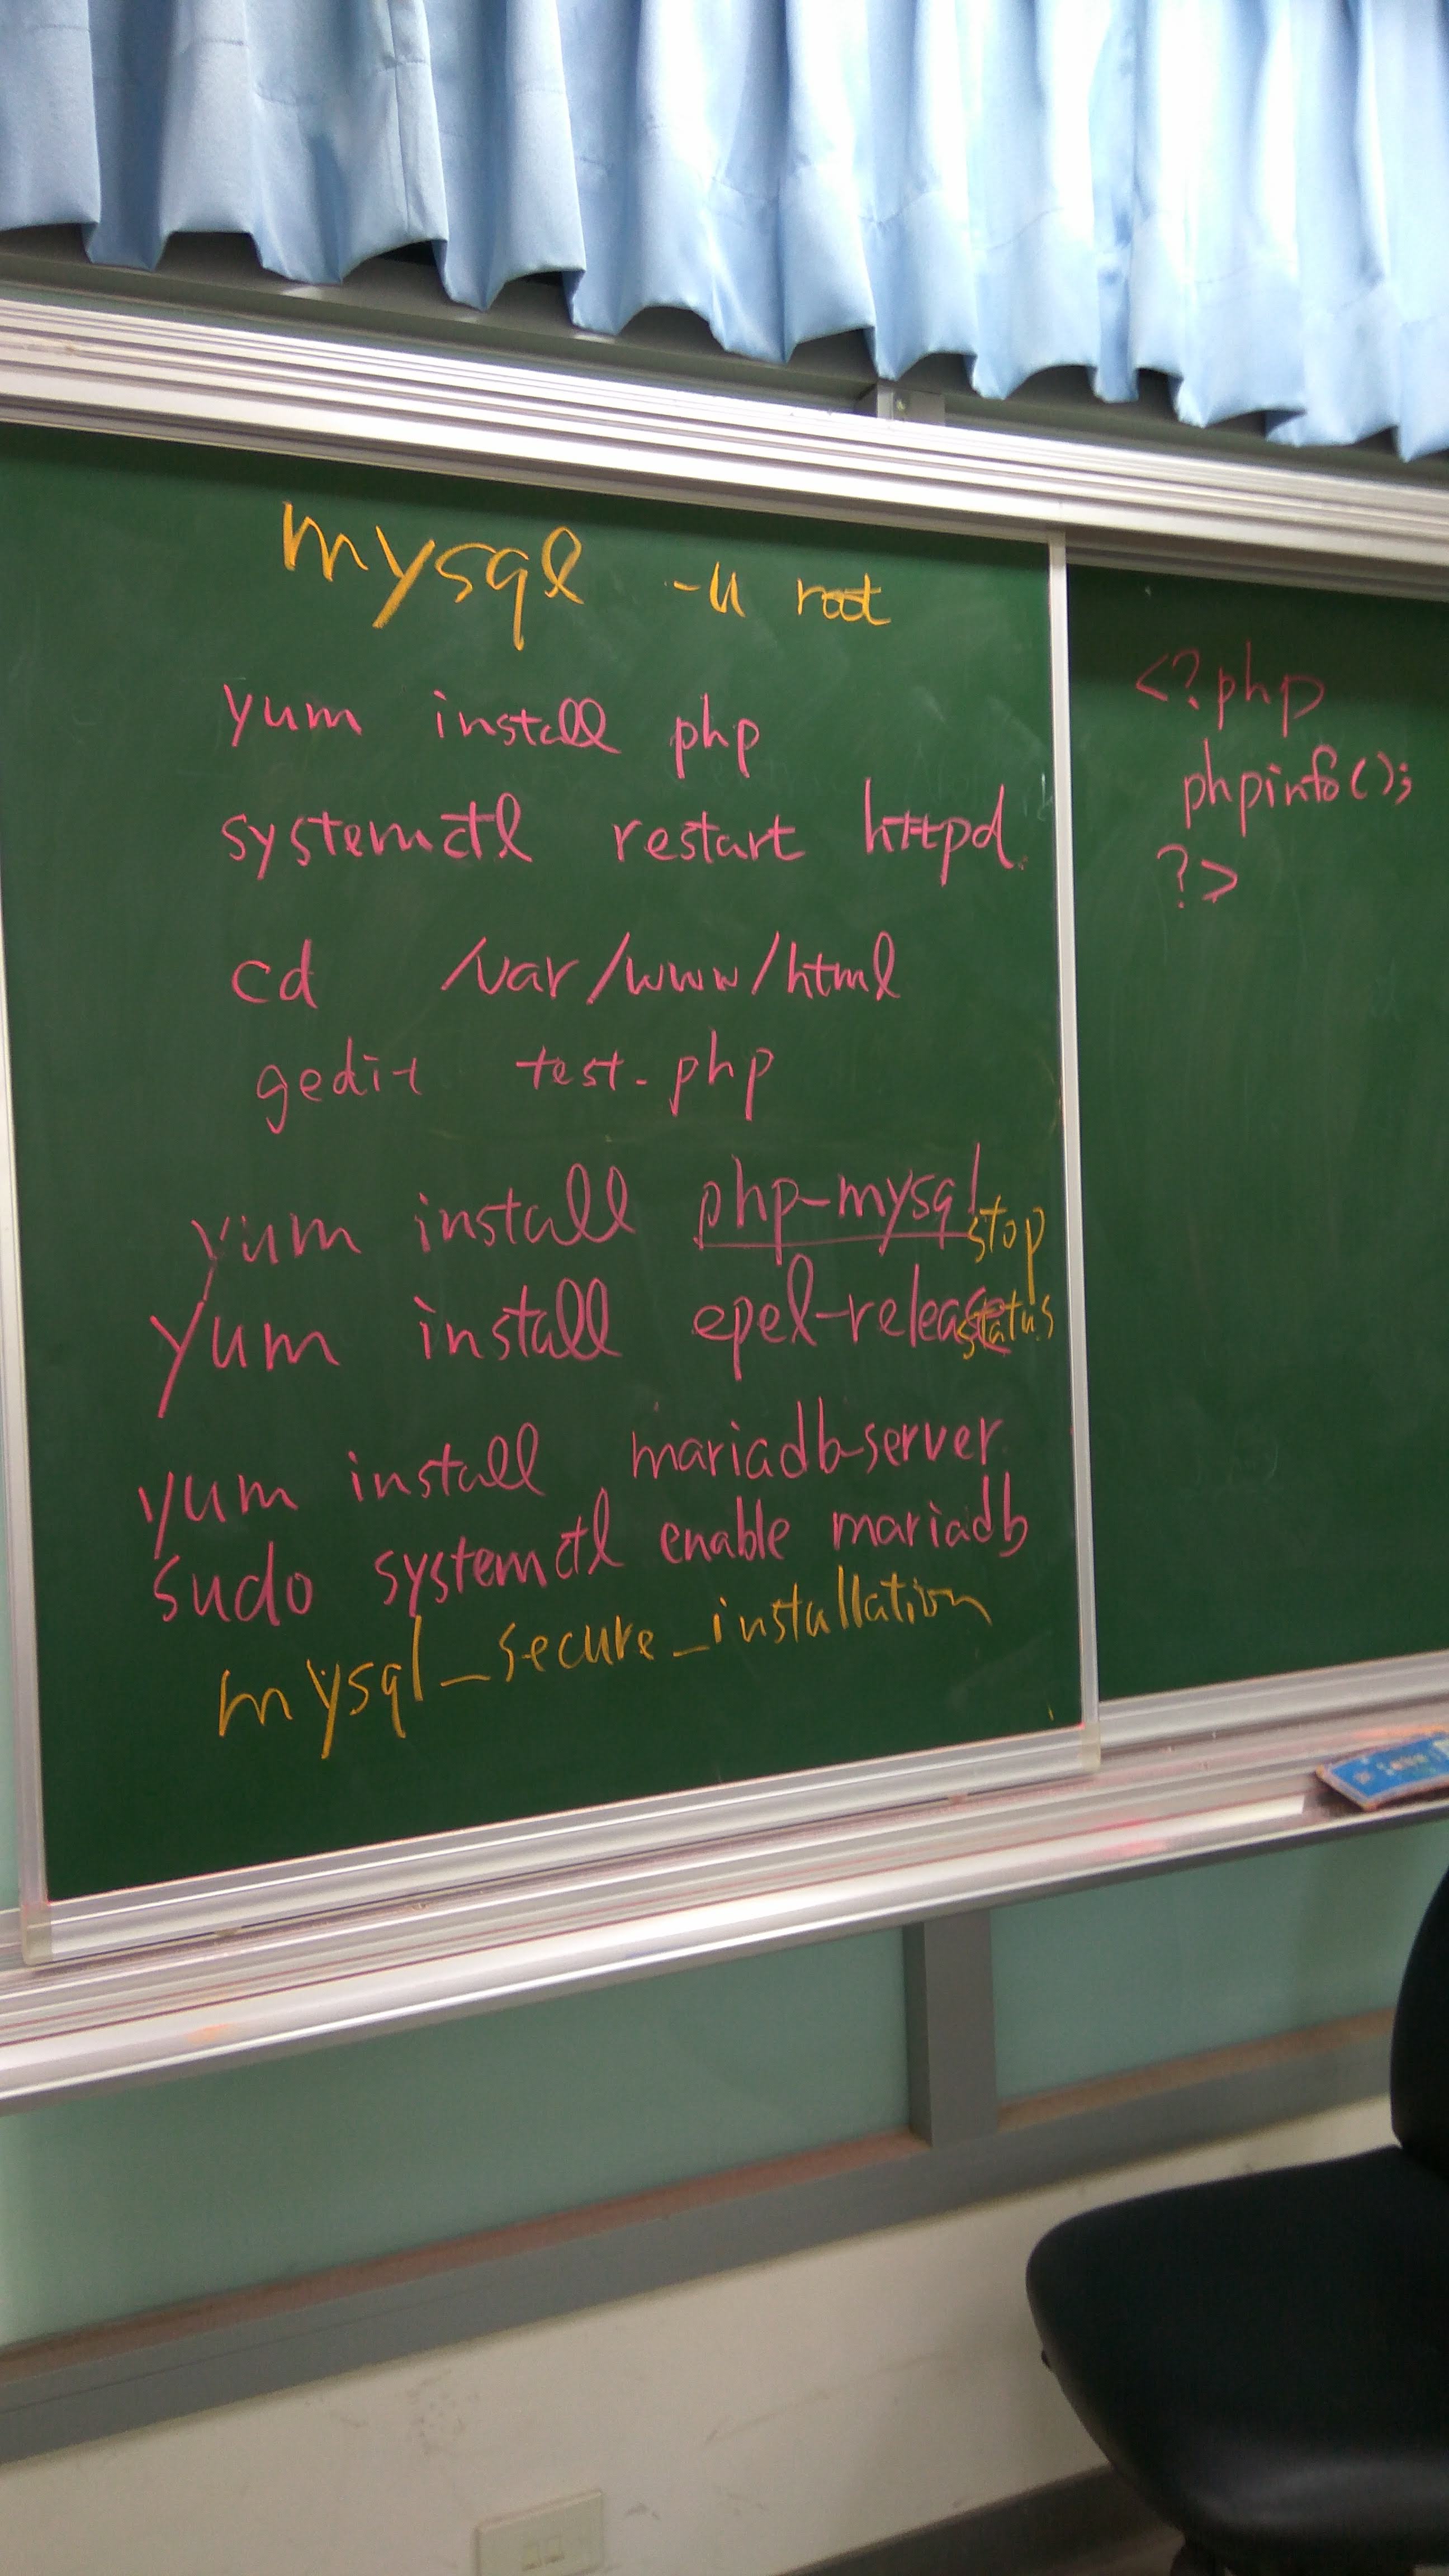 mysql -u root
yum install php
systemctl restart httpd
cd /var/www/html
gedit test.php
yum install php-mysql
stop
yum install epel-release
status
yum install mariadb-server
sudo systemctl enable mariadb
mysql_secure_installation
<?php
phpinfo();
?>